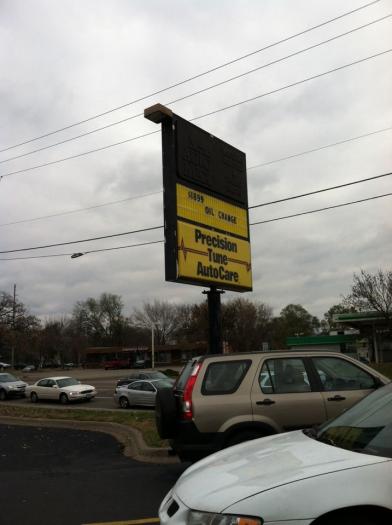 $1899
OIL CHANGE
Precision
Tune
AutoCare